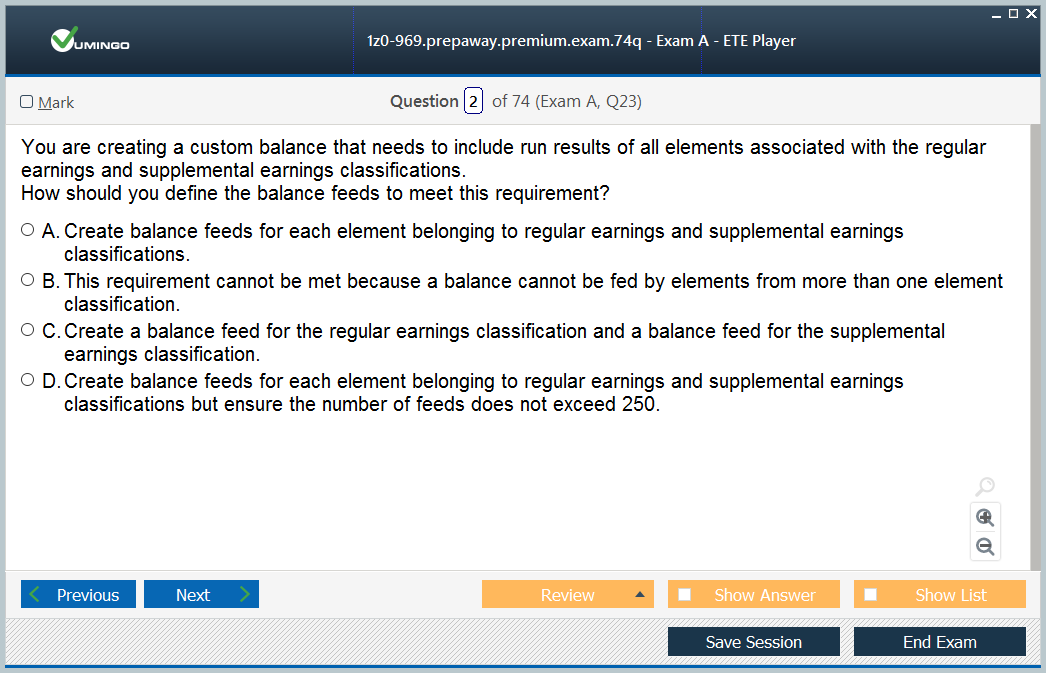 VUMINGO
1z0-969.prepaway.premium.exam.74q - Exam A - ETE Player
Mark
Question 2 of 74 (Exam A, Q23)
You are creating a custom balance that needs to include run results of all elements associated with the regular
earnings and supplemental earnings classifications.
How should you define the balance feeds to meet this requirement?
A. Create balance feeds for each element belonging to regular earnings and supplemental earnings
classifications.
B. This requirement cannot be met because a balance cannot be fed by elements from more than one element
classification.
C. Create a balance feed for the regular earnings classification and a balance feed for the supplemental
earnings classification.
D. Create balance feeds for each element belonging to regular earnings and supplemental earnings
classifications but ensure the number of feeds does not exceed 250.
Previous
Next
Review
Show Answer
Show List
Save Session
End Exam